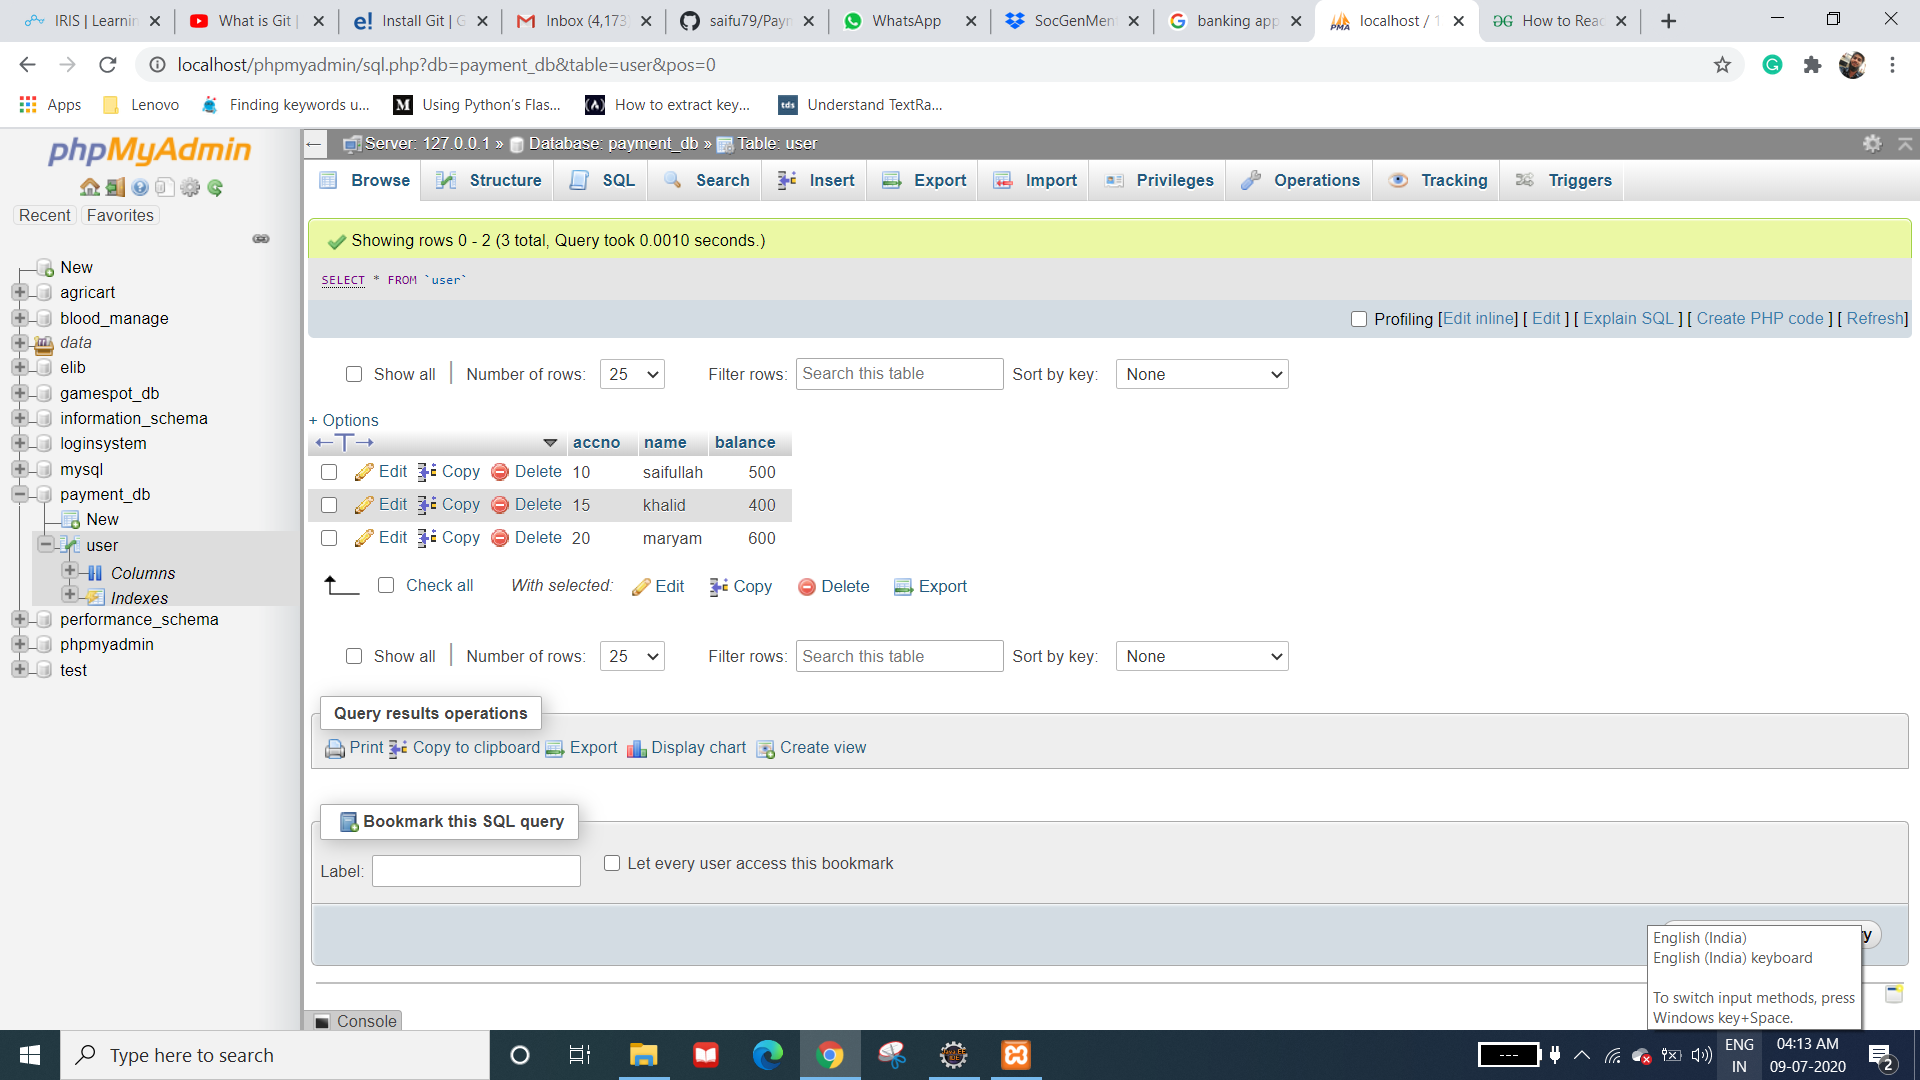 IRIS | Learnin
What is Git |
Install Git | G
Inbox (4,173
saifu79/Paym
WhatsApp
SocGenMen
banking app
localhost / 1
How to Reac
localhost/phpmyadmin/sql.php?db=payment_db&table=user&pos=0
Apps
Lenovo
Finding keywords u...
Using Python's Flas...
How to extract key...
Understand TextRa...
phpMyAdmin
Recent
Favorites
New
agricart
blood_manage
data
elib
gamespot_db
information_schema
loginsystem
mysql
payment_db
New
user
Columns
Indexes
performance_schema
phpmyadmin
test
Server: 127.0.0.1 » Database: payment_db » Table: user
Browse
Structure
SQL
Search
Insert
Export
Import
Privileges
Operations
Tracking
Triggers
Showing rows 0 - 2 (3 total, Query took 0.0010 seconds.)
SELECT * FROM `user`
Profiling [Edit inline] [ Edit ] [ Explain SQL ] [ Create PHP code ] [ Refresh]
Show all | Number of rows: 25 Filter rows: Search this table Sort by key: None
+ Options
accno name balance
Edit Copy Delete 10 saifullah 500
Edit Copy Delete 15 khalid 400
Edit Copy Delete 20 maryam 600
Check all With selected: Edit Copy Delete Export
Show all | Number of rows: 25 Filter rows: Search this table Sort by key: None
Query results operations
Print Copy to clipboard Export Display chart Create view
Bookmark this SQL query
Label: Let every user access this bookmark
English (India)
English (India) keyboard
To switch input methods, press
Windows key+Space.
Console
Type here to search
ENG
IN
04:13 AM
09-07-2020
2